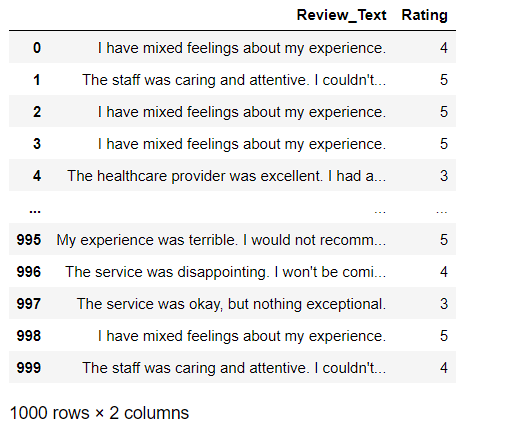 Review_Text Rating
0 I have mixed feelings about my experience. 4
1 The staff was caring and attentive. I couldn't... 5
2 I have mixed feelings about my experience. 5
3 I have mixed feelings about my experience. 5
4 The healthcare provider was excellent. I had a... 3
... ... ...
995 My experience was terrible. I would not recomm... 5
996 The service was disappointing. I won't be comi... 4
997 The service was okay, but nothing exceptional. 3
998 I have mixed feelings about my experience. 5
999 The staff was caring and attentive. I couldn't... 4
1000 rows × 2 columns